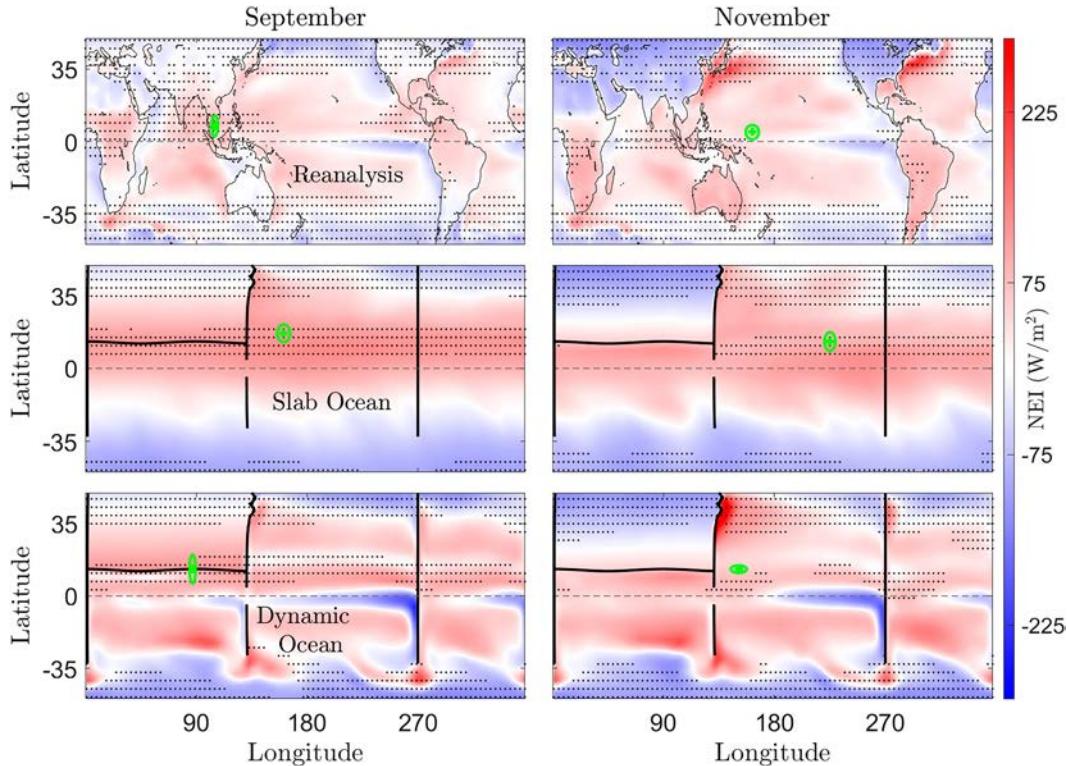 September November
Latitude 35 0 -35 Reanalysis
Latitude 35 0 -35 Slab Ocean
Latitude 35 0 -35 Dynamic
Ocean
90 180 270 90 180 270
Longitude Longitude
225
75
-75
-225
NEI (W/m²)